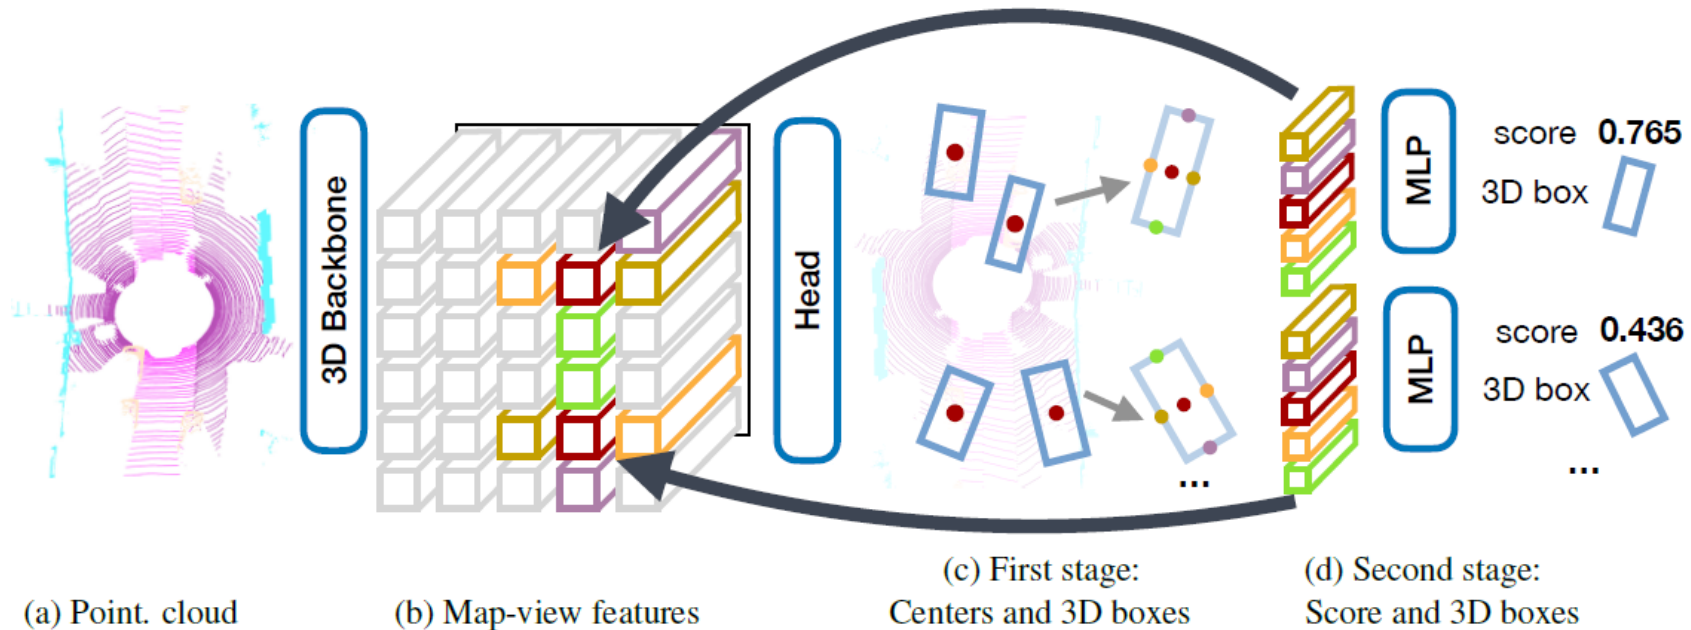 3D Backbone
Head
MLP
score 0.765
3D box
MLP
score 0.436
3D box
...
...
(a) Point. cloud
(b) Map-view features
(c) First stage:
Centers and 3D boxes
(d) Second stage:
Score and 3D boxes